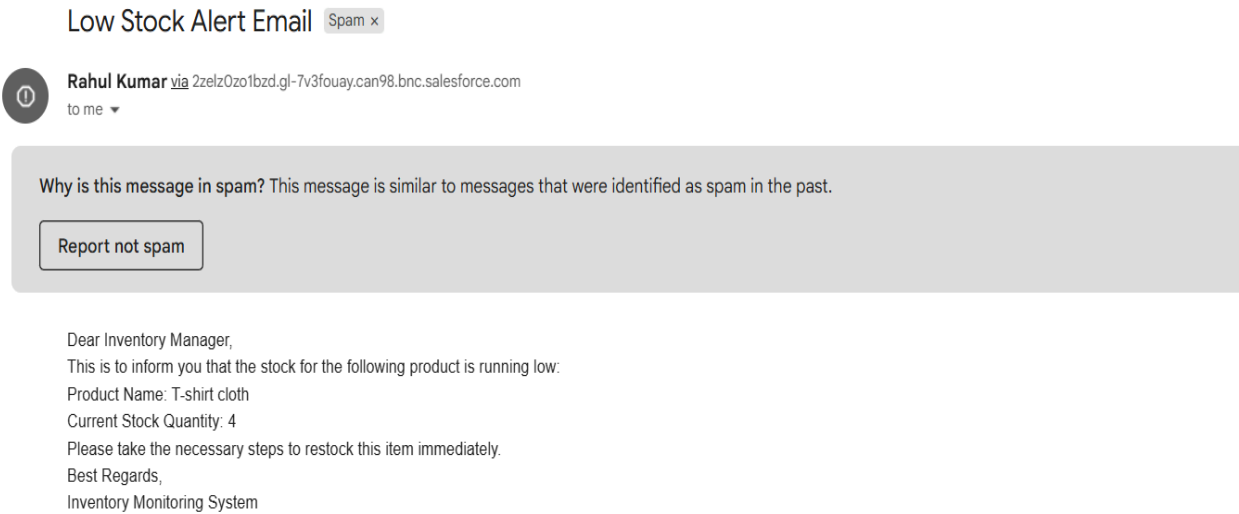 Low Stock Alert Email Spam ×
Rahul Kumar via 2zelz0zo1bzd.gl-7v3fouay.can98.bnc.salesforce.com
to me
Why is this message in spam? This message is similar to messages that were identified as spam in the past.
Report not spam
Dear Inventory Manager,
This is to inform you that the stock for the following product is running low:
Product Name: T-shirt cloth
Current Stock Quantity: 4
Please take the necessary steps to restock this item immediately.
Best Regards,
Inventory Monitoring System